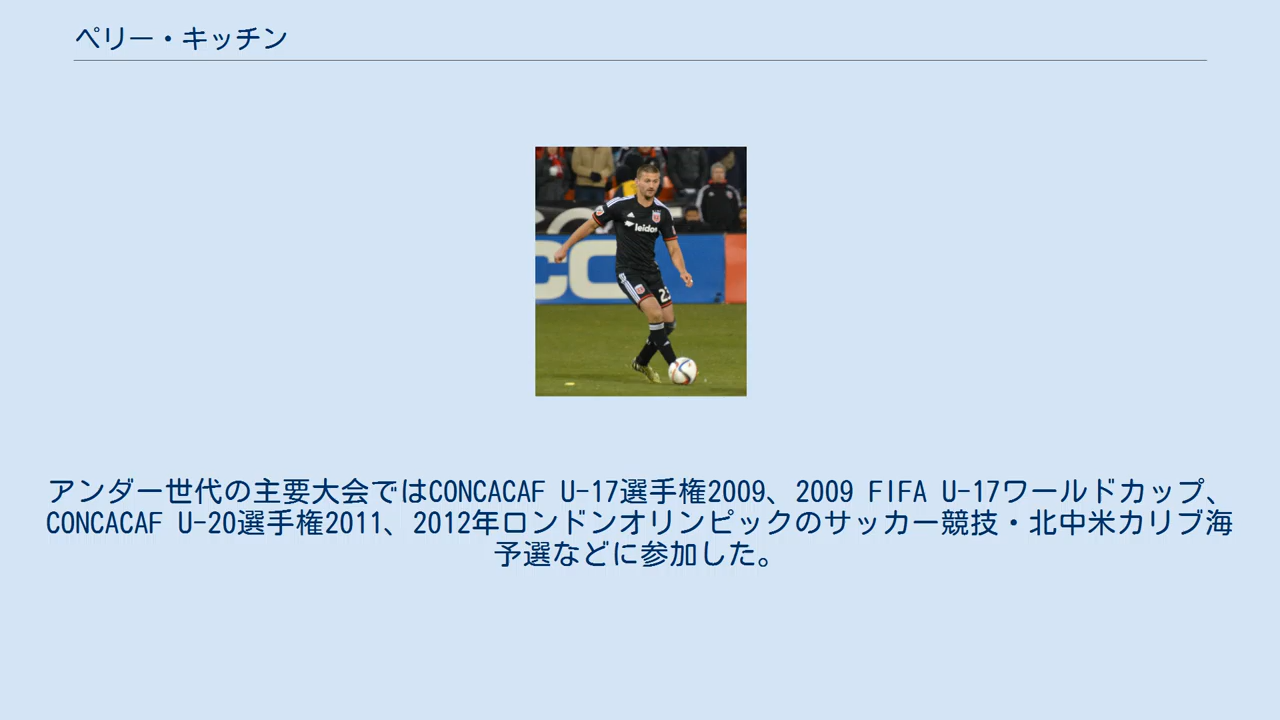 ペリー・キッチン
leidos
アンダー世代の主要大会ではCONCACAF U-17選手権2009、2009 FIFA U-17ワールドカップ、
CONCACAF U-20選手権2011、2012年ロンドンオリンピックのサッカー競技・北中米カリブ海
予選などに参加した。